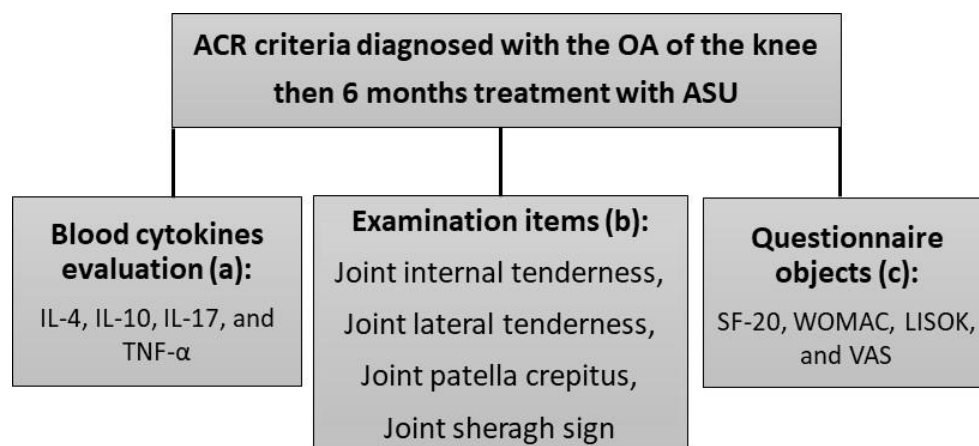 ACR criteria diagnosed with the OA of the knee
then 6 months treatment with ASU
Blood cytokines
evaluation (a):
IL-4, IL-10, IL-17, and
TNF-α
Examination items (b):
Joint internal tenderness,
Joint lateral tenderness,
Joint patella crepitus,
Joint sheragh sign
Questionnaire
objects (c):
SF-20, WOMAC, LISOK,
and VAS